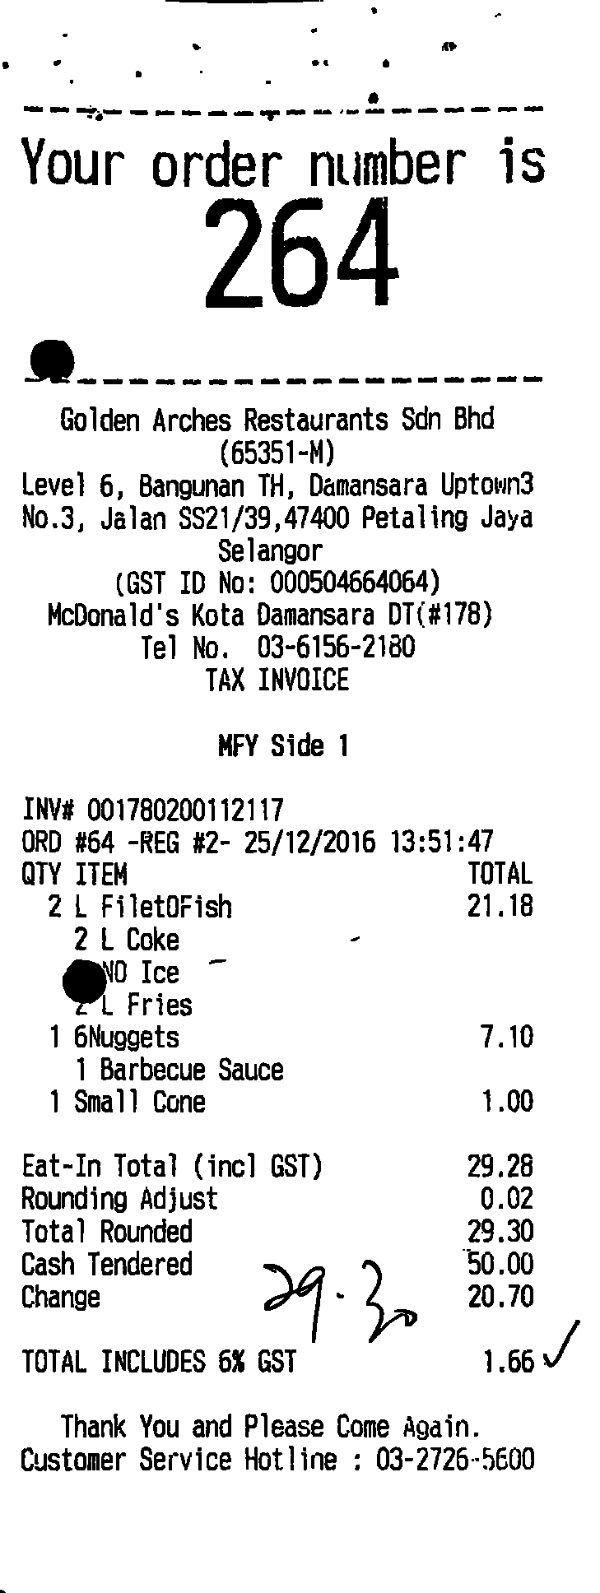 Your order number is
264
Golden Arches Restaurants Sdn Bhd
(65351-M)
Level 6, Bangunan TH, Damansara Uptown3
No.3, Jalan SS21/39,47400 Petaling Jaya
Selangor
(GST ID No: 000504664064)
McDonald's Kota Damansara DT(#178)
Tel No. 03-6156-2180
TAX INVOICE
MFY Side 1
INV# 001780200112117
ORD #64 -REG #2- 25/12/2016 13:51:47
QTY ITEM TOTAL
2 L FiletOFish 21.18
2 L Coke
NO Ice
2 L Fries
1 6Nuggets 7.10
1 Barbecue Sauce
1 Small Cone 1.00
Eat-In Total (incl GST) 29.28
Rounding Adjust 0.02
Total Rounded 29.30
Cash Tendered 50.00
Change 20.70
29.30
TOTAL INCLUDES 6% GST 1.66
Thank You and Please Come Again.
Customer Service Hotline : 03-2726-5600